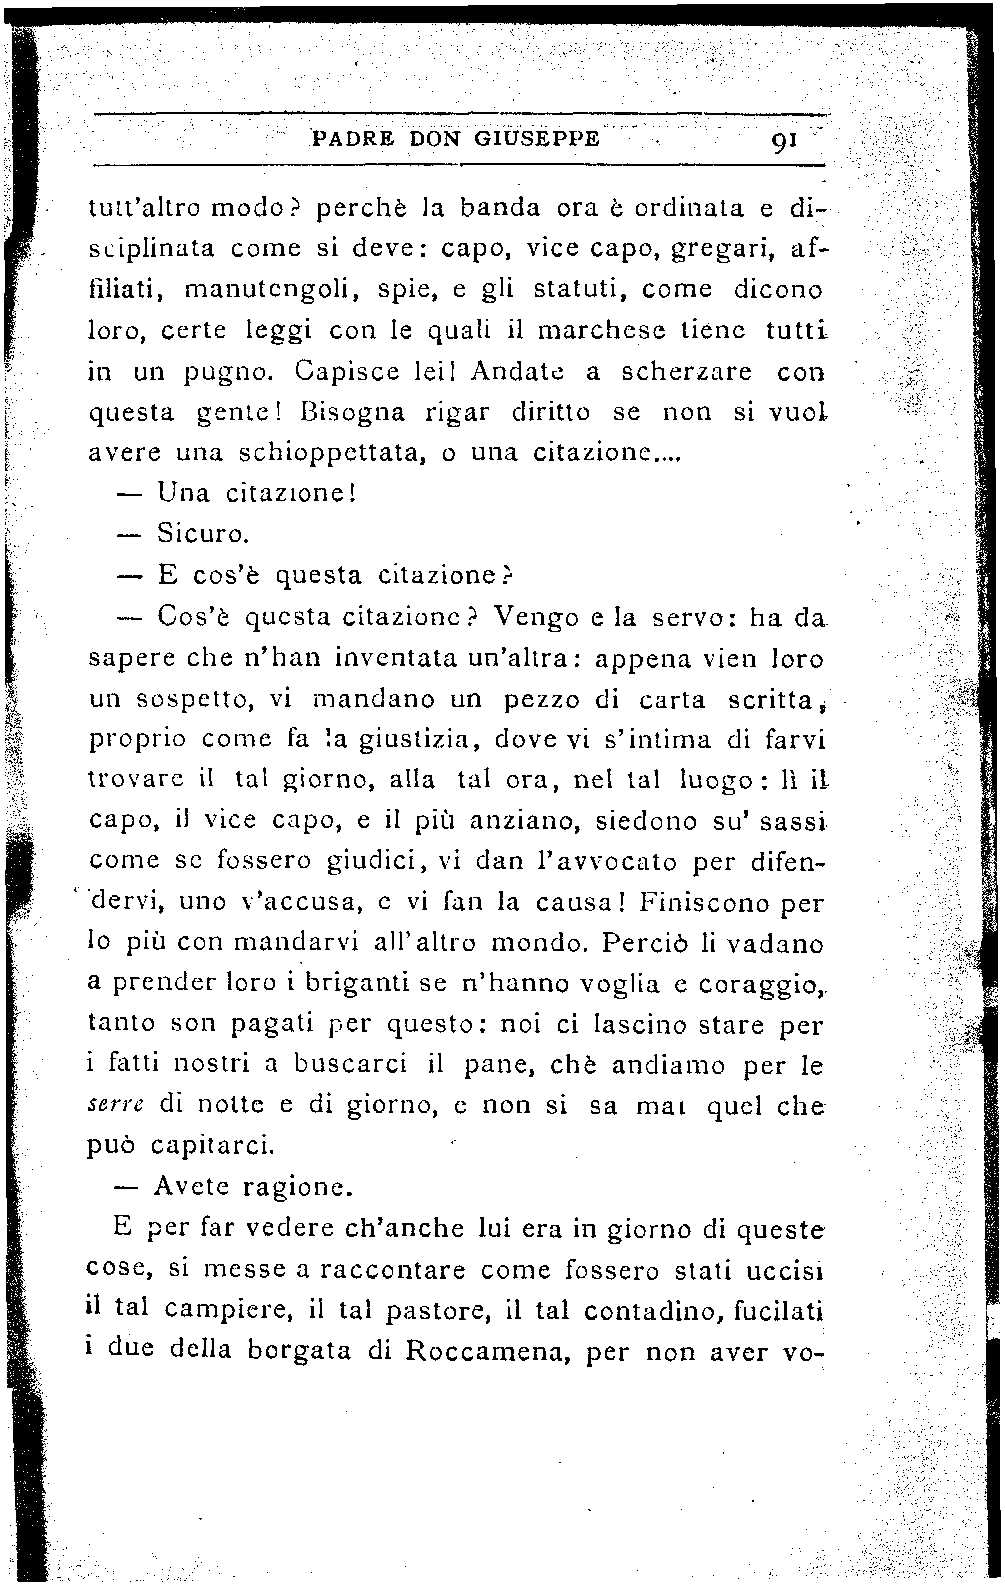 PADRE DON GIUSEPPE 91
tutt'altro modo? perchè la banda ora è ordinata e di-
sciplinata come si deve: capo, vice capo, gregari, af-
filiati, manutengoli, spie, e gli statuti, come dicono
loro, certe leggi con le quali il marchese tiene tutti
in un pugno. Capisce lei! Andate a scherzare con
questa gente! Bisogna rigar diritto se non si vuol
avere una schioppettata, o una citazione....
— Una citazione!
— Sicuro.
— E cos'è questa citazione?
— Cos'è questa citazione? Vengo e la servo: ha da
sapere che n'han inventata un'altra: appena vien loro
un sospetto, vi mandano un pezzo di carta scritta,
proprio come fa la giustizia, dove vi s'intima di farvi
trovare il tal giorno, alla tal ora, nel tal luogo: lì il
capo, il vice capo, e il più anziano, siedono su' sassi
come se fossero giudici, vi dan l'avvocato per difen-
dervi, uno v'accusa, e vi fan la causa! Finiscono per
lo più con mandarvi all'altro mondo. Perciò li vadano
a prender loro i briganti se n'hanno voglia e coraggio,
tanto son pagati per questo: noi ci lascino stare per
i fatti nostri a buscarci il pane, chè andiamo per le
serre di notte e di giorno, e non si sa mai quel che
può capitarci.
— Avete ragione.
E per far vedere ch'anche lui era in giorno di queste
cose, si messe a raccontare come fossero stati uccisi
il tal campiere, il tal pastore, il tal contadino, fucilati
i due della borgata di Roccamena, per non aver vo-